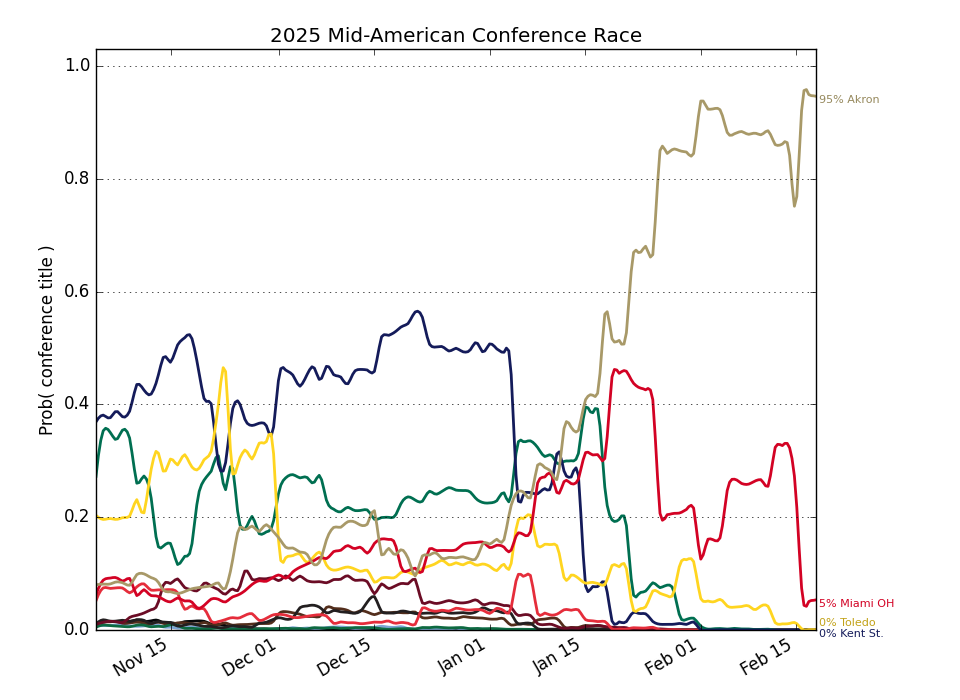 2025 Mid-American Conference Race
Prob( conference title )
1.0
0.8
0.6
0.4
0.2
0.0
95% Akron
5% Miami OH
0% Toledo
0% Kent St.
Nov 15
Dec 01
Dec 15
Jan 01
Jan 15
Feb 01
Feb 15